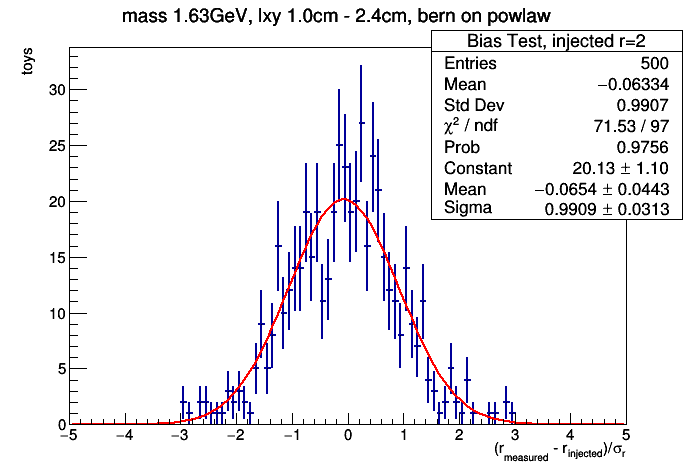 mass 1.63GeV, lxy 1.0cm - 2.4cm, bern on powlaw
Bias Test, injected r=2
Entries 500
Mean −0.06334
Std Dev 0.9907
χ² / ndf 71.53 / 97
Prob 0.9756
Constant 20.13 ± 1.10
Mean −0.0654 ± 0.0443
Sigma 0.9909 ± 0.0313
toys
30
25
20
15
10
5
0
−5 −4 −3 −2 −1 0 1 2 3 4 5
(r_measured - r_injected)/σ_r